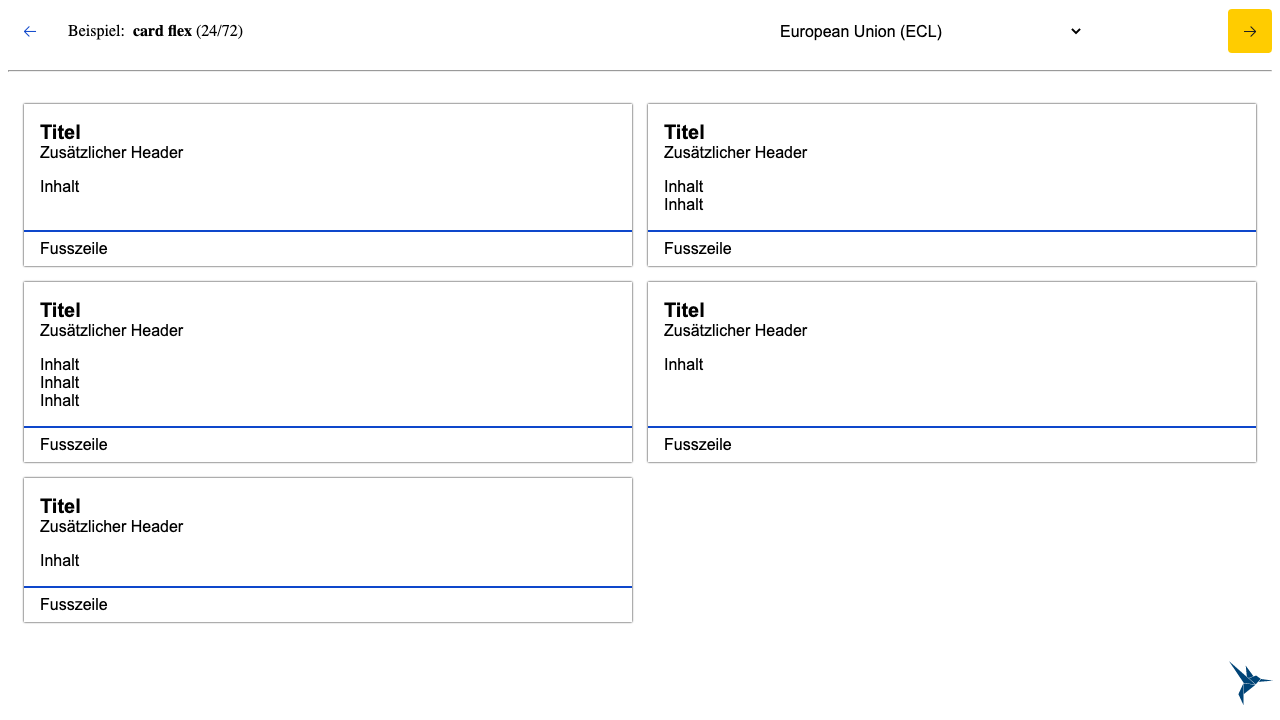 Beispiel: card flex (24/72)
European Union (ECL)
Titel
Zusätzlicher Header
Inhalt
Fusszeile
Titel
Zusätzlicher Header
Inhalt
Inhalt
Fusszeile
Titel
Zusätzlicher Header
Inhalt
Inhalt
Inhalt
Fusszeile
Titel
Zusätzlicher Header
Inhalt
Fusszeile
Titel
Zusätzlicher Header
Inhalt
Fusszeile